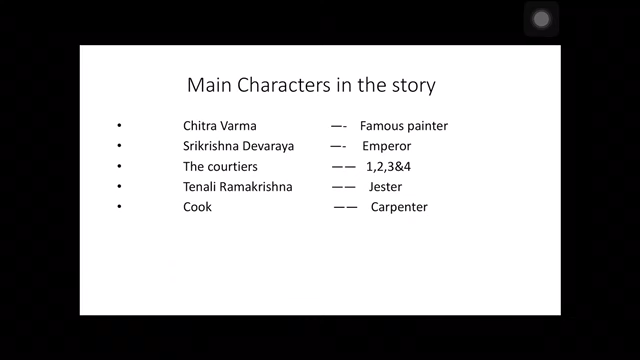 Main Characters in the story
• Chitra Varma —- Famous painter
• Srikrishna Devaraya —- Emperor
• The courtiers —— 1,2,3&4
• Tenali Ramakrishna —— Jester
• Cook —— Carpenter